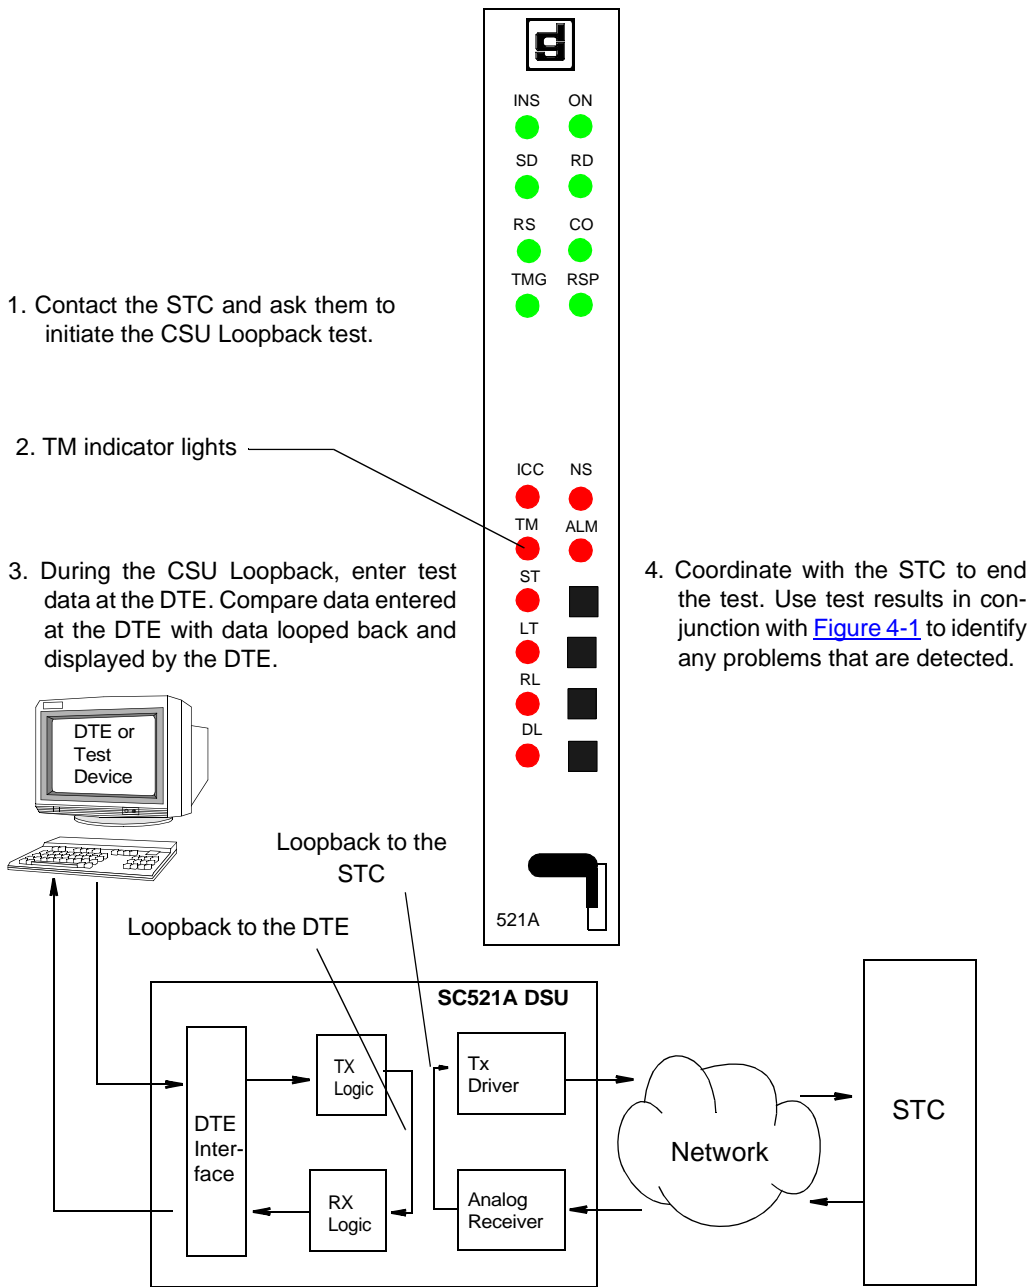 INS ON
SD RD
RS CO
TMG RSP
1. Contact the STC and ask them to
initiate the CSU Loopback test.
2. TM indicator lights
ICC NS
TM ALM
3. During the CSU Loopback, enter test
data at the DTE. Compare data entered
at the DTE with data looped back and
displayed by the DTE.
ST
LT
RL
DL
4. Coordinate with the STC to end
the test. Use test results in con-
junction with Figure 4-1 to identify
any problems that are detected.
DTE or
Test
Device
Loopback to the
STC
521A
Loopback to the DTE
SC521A DSU
DTE
Inter-
face
TX
Logic
RX
Logic
Tx
Driver
Analog
Receiver
Network
STC